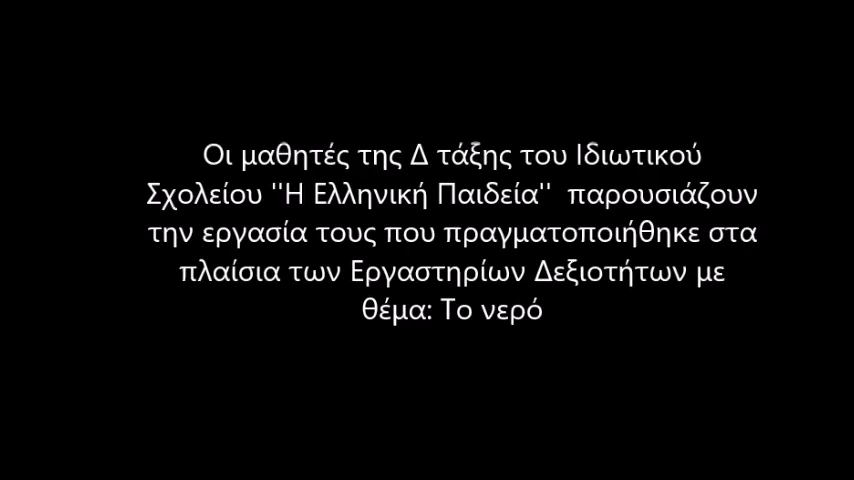 Οι μαθητές της Δ τάξης του Ιδιωτικού
Σχολείου ''Η Ελληνική Παιδεία''  παρουσιάζουν
την εργασία τους που πραγματοποιήθηκε στα
πλαίσια των Εργαστηρίων Δεξιοτήτων με
θέμα: Το νερό